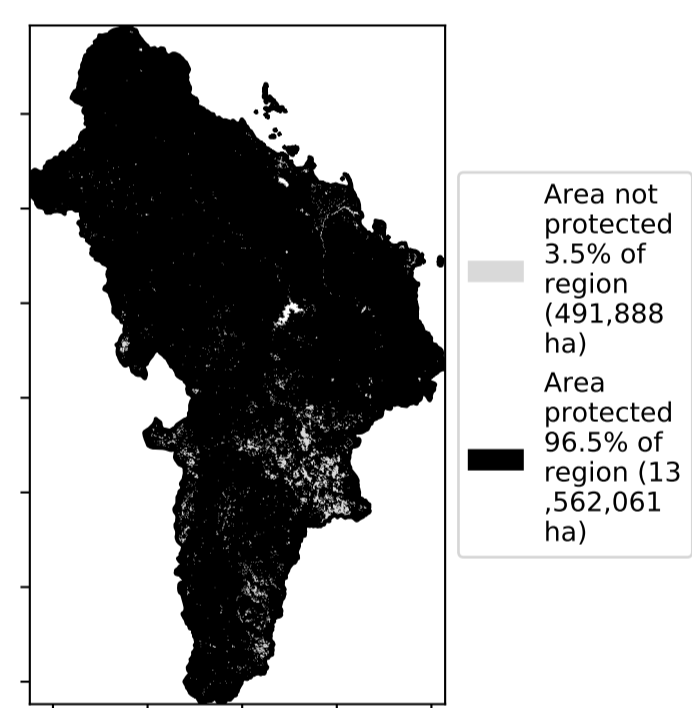 Area not
protected
3.5% of
region
(491,888
ha)
Area
protected
96.5% of
region (13
,562,061
ha)